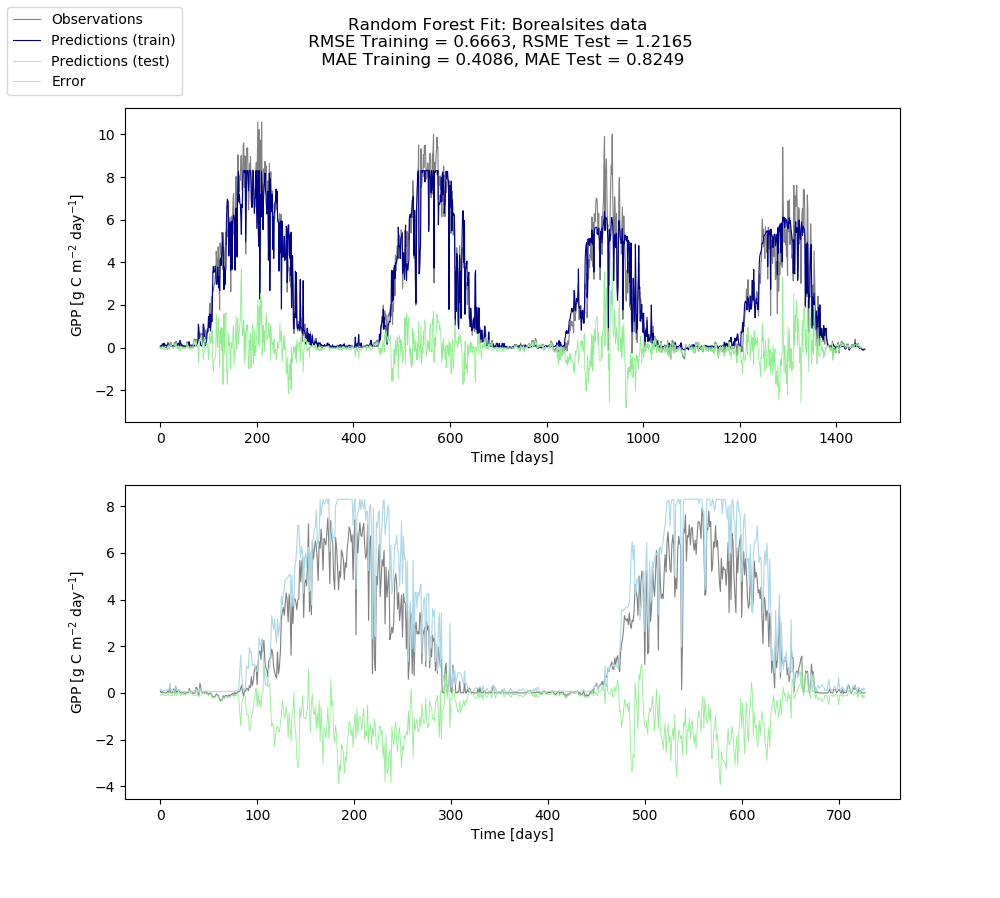 Observations
Predictions (train)
Predictions (test)
Error
Random Forest Fit: Borealsites data
RMSE Training = 0.6663, RSME Test = 1.2165
MAE Training = 0.4086, MAE Test = 0.8249
10
8
6
4
2
0
−2
GPP [g C m⁻² day⁻¹]
0 200 400 600 800 1000 1200 1400
Time [days]
8
6
4
2
0
−2
−4
GPP [g C m⁻² day⁻¹]
0 100 200 300 400 500 600 700
Time [days]